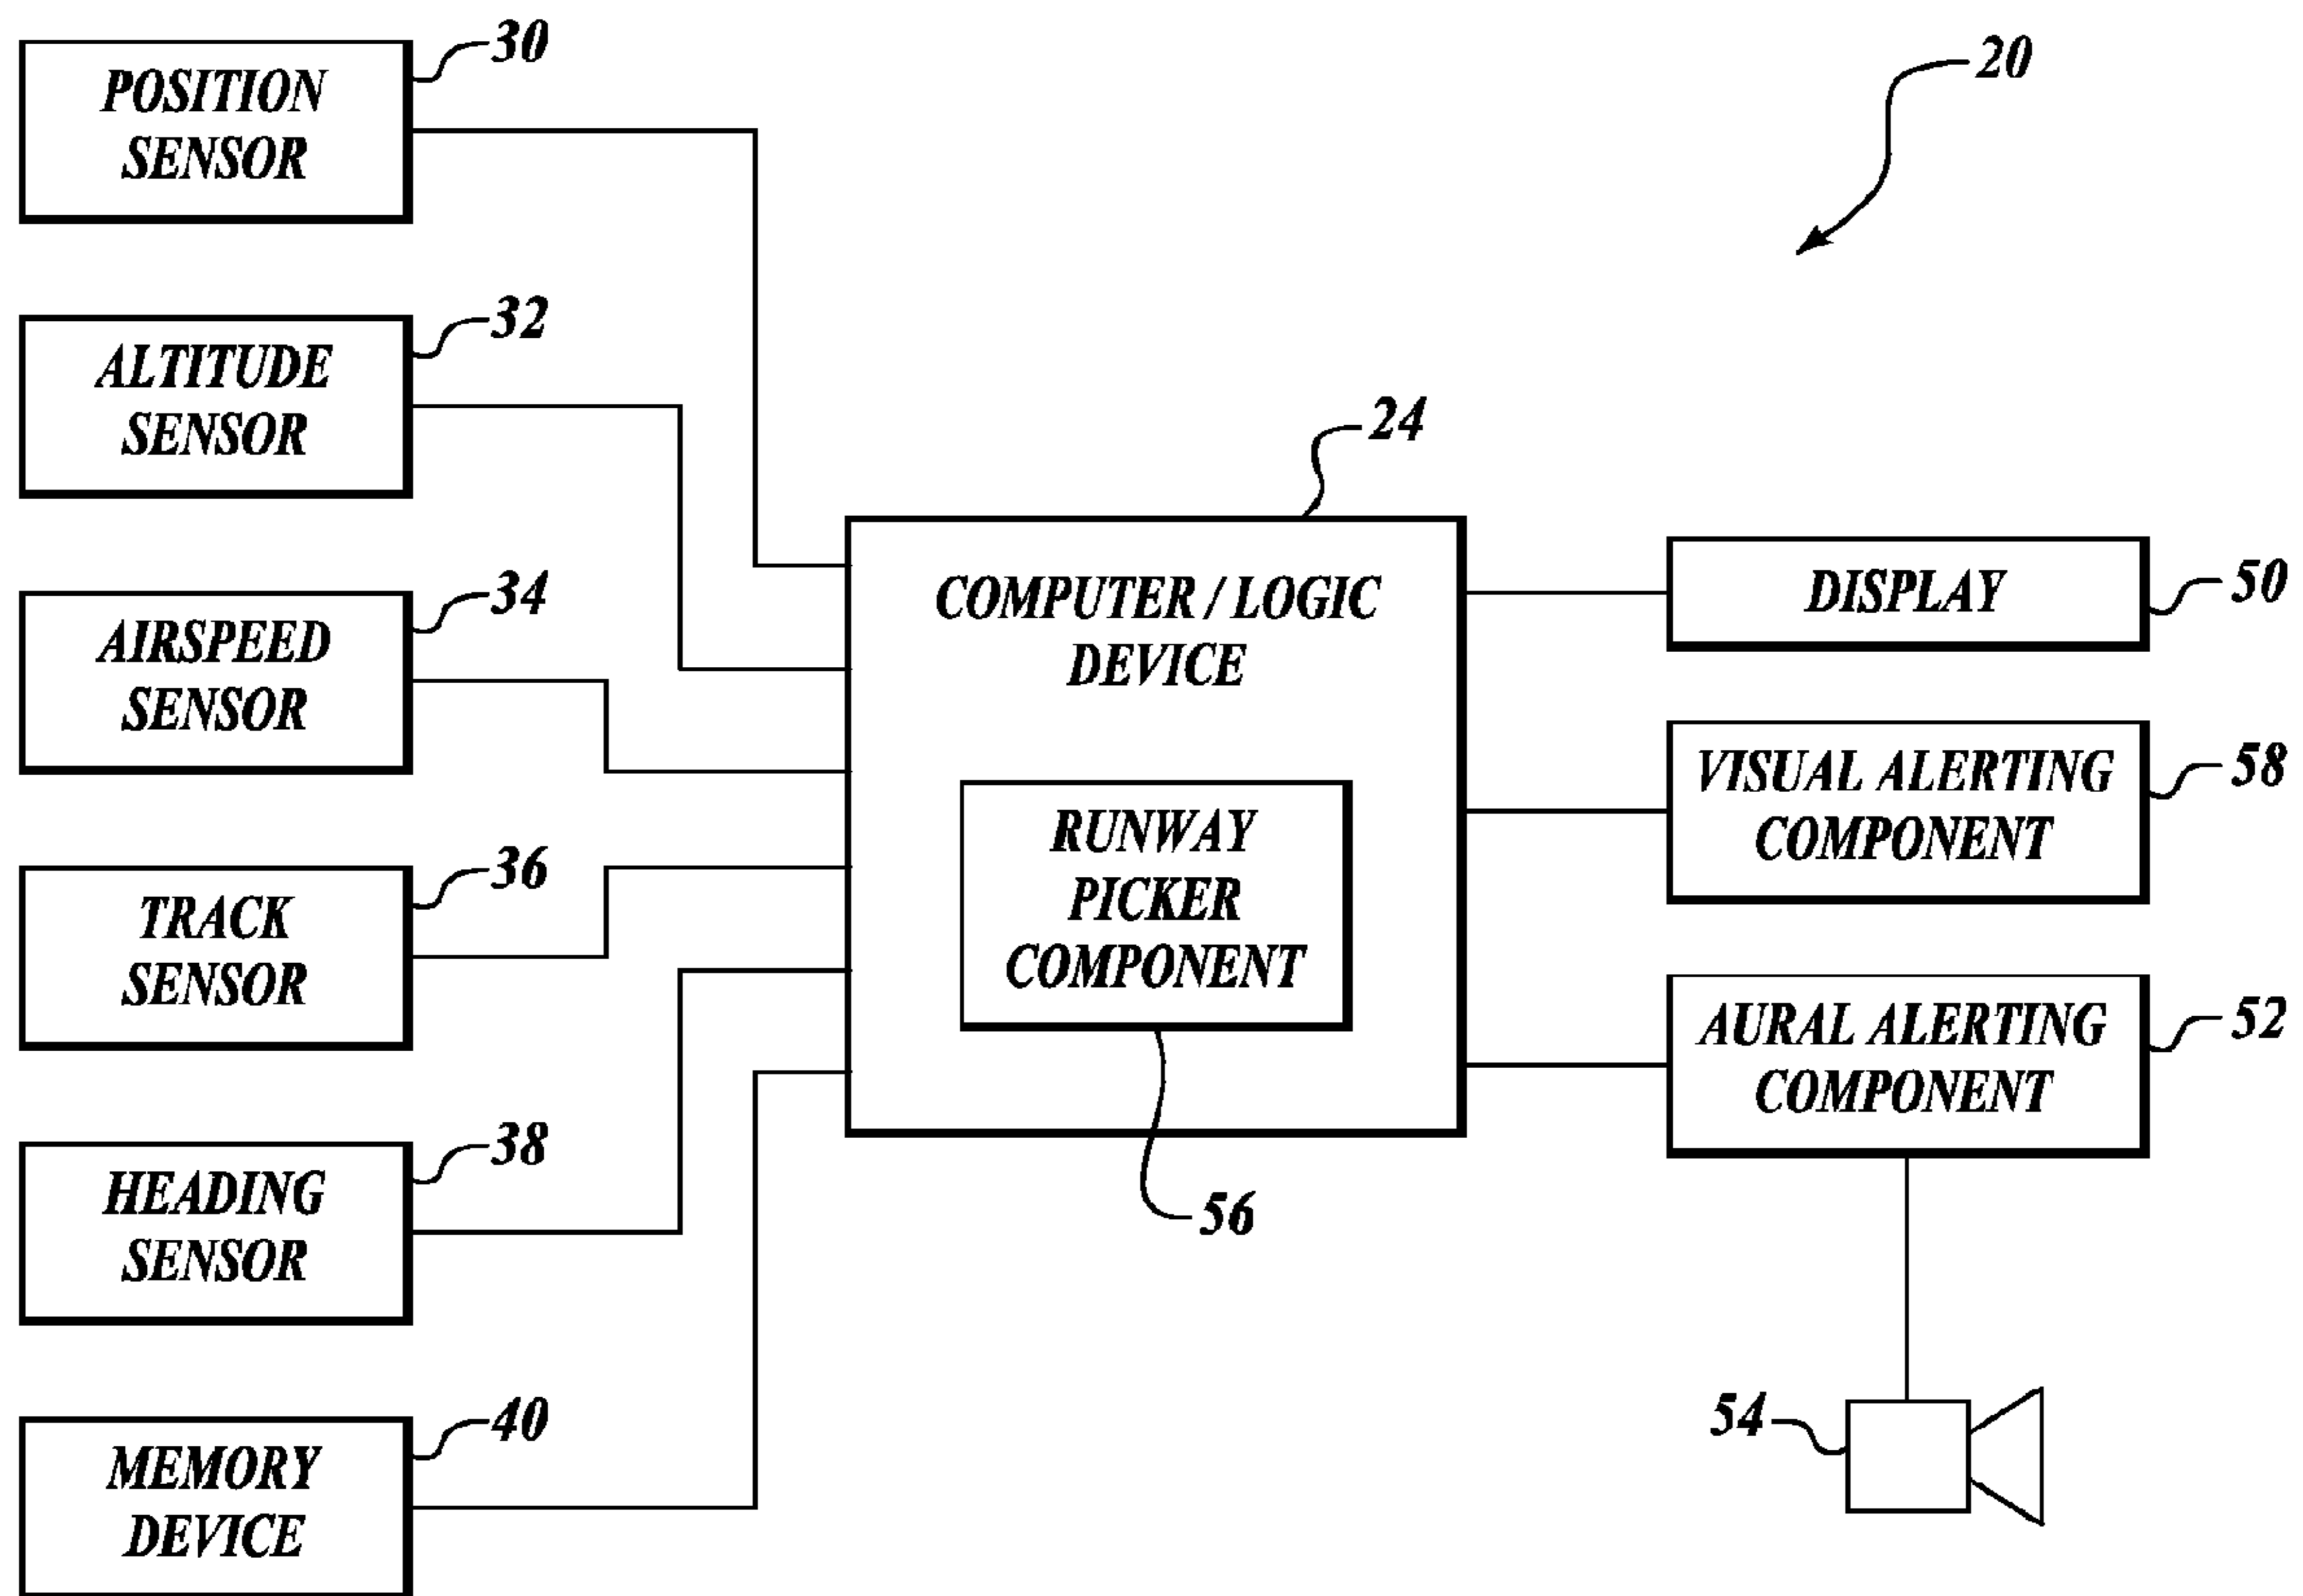 POSITION
SENSOR
30
20
ALTITUDE
SENSOR
32
AIRSPEED
SENSOR
34
TRACK
SENSOR
36
HEADING
SENSOR
38
MEMORY
DEVICE
40
24
COMPUTER / LOGIC
DEVICE
RUNWAY
PICKER
COMPONENT
56
DISPLAY
50
VISUAL ALERTING
COMPONENT
58
AURAL ALERTING
COMPONENT
52
54